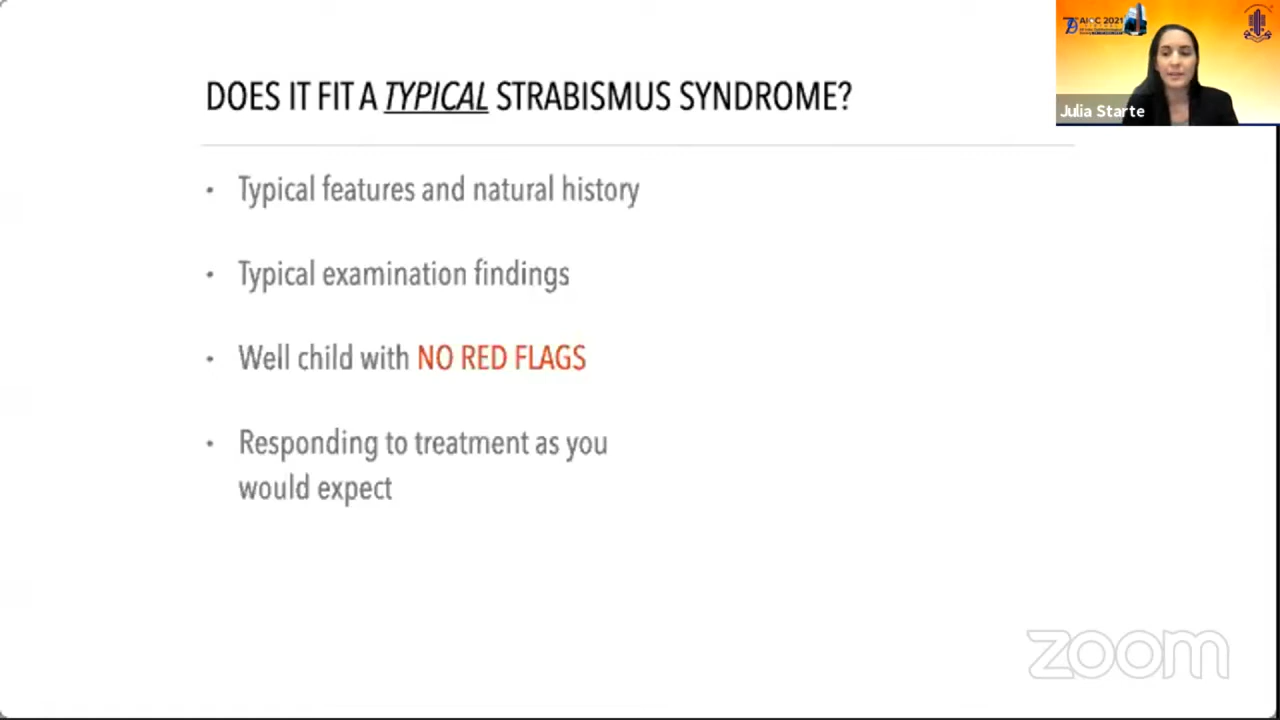 AIOC 2021
Julia Starte
DOES IT FIT A TYPICAL STRABISMUS SYNDROME?
• Typical features and natural history
• Typical examination findings
• Well child with NO RED FLAGS
• Responding to treatment as you
would expect
zoom